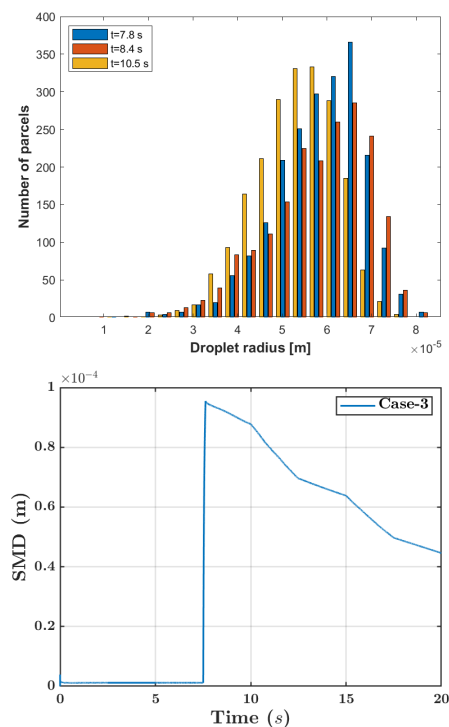 400
350
300
250
200
150
100
50
0
Number of parcels
t=7.8 s
t=8.4 s
t=10.5 s
1 2 3 4 5 6 7 8
Droplet radius [m]
×10⁻⁵
×10⁻⁴
1
0.8
0.6
0.4
0.2
0
SMD (m)
Case-3
0 5 10 15 20
Time (s)